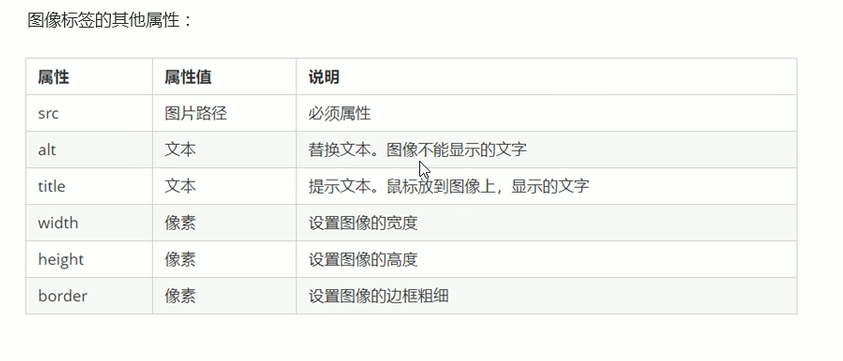 图像标签的其他属性：
属性 属性值 说明
src 图片路径 必须属性
alt 文本 替换文本。图像不能显示的文字
title 文本 提示文本。鼠标放到图像上，显示的文字
width 像素 设置图像的宽度
height 像素 设置图像的高度
border 像素 设置图像的边框粗细